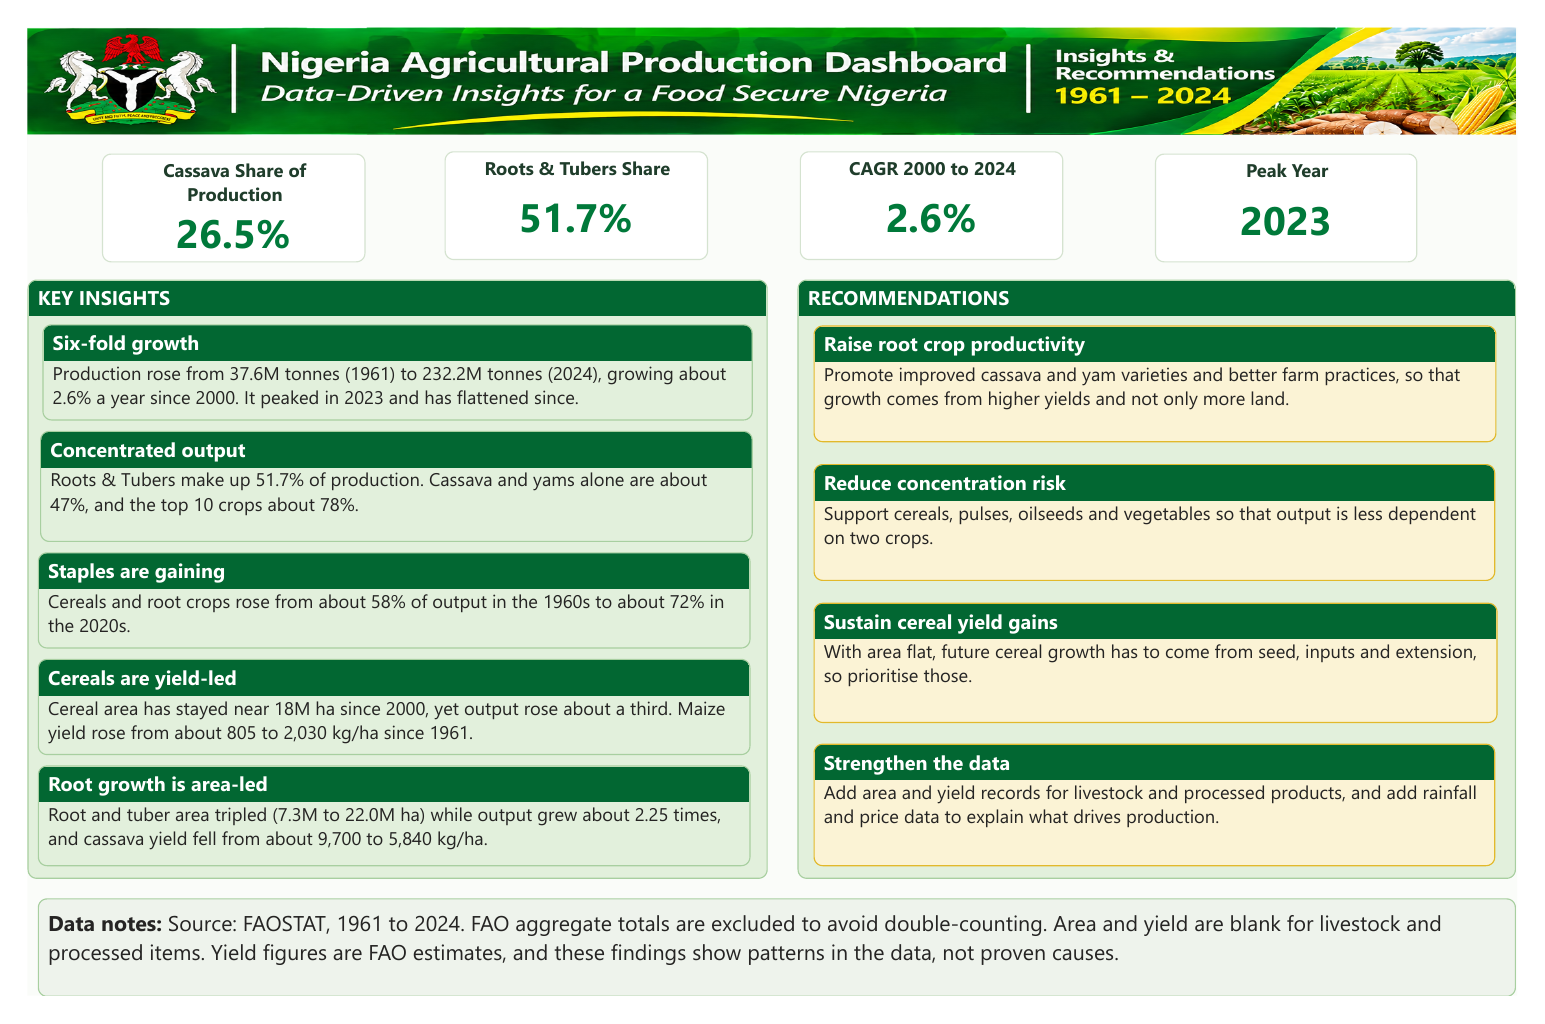 Nigeria Agricultural Production Dashboard
Data-Driven Insights for a Food Secure Nigeria
Insights &
Recommendations
1961 – 2024
Cassava Share of
Production
26.5%
Roots & Tubers Share
51.7%
CAGR 2000 to 2024
2.6%
Peak Year
2023
KEY INSIGHTS
Six-fold growth
Production rose from 37.6M tonnes (1961) to 232.2M tonnes (2024), growing about
2.6% a year since 2000. It peaked in 2023 and has flattened since.
Concentrated output
Roots & Tubers make up 51.7% of production. Cassava and yams alone are about
47%, and the top 10 crops about 78%.
Staples are gaining
Cereals and root crops rose from about 58% of output in the 1960s to about 72% in
the 2020s.
Cereals are yield-led
Cereal area has stayed near 18M ha since 2000, yet output rose about a third. Maize
yield rose from about 805 to 2,030 kg/ha since 1961.
Root growth is area-led
Root and tuber area tripled (7.3M to 22.0M ha) while output grew about 2.25 times,
and cassava yield fell from about 9,700 to 5,840 kg/ha.
RECOMMENDATIONS
Raise root crop productivity
Promote improved cassava and yam varieties and better farm practices, so that
growth comes from higher yields and not only more land.
Reduce concentration risk
Support cereals, pulses, oilseeds and vegetables so that output is less dependent
on two crops.
Sustain cereal yield gains
With area flat, future cereal growth has to come from seed, inputs and extension,
so prioritise those.
Strengthen the data
Add area and yield records for livestock and processed products, and add rainfall
and price data to explain what drives production.
Data notes: Source: FAOSTAT, 1961 to 2024. FAO aggregate totals are excluded to avoid double-counting. Area and yield are blank for livestock and
processed items. Yield figures are FAO estimates, and these findings show patterns in the data, not proven causes.